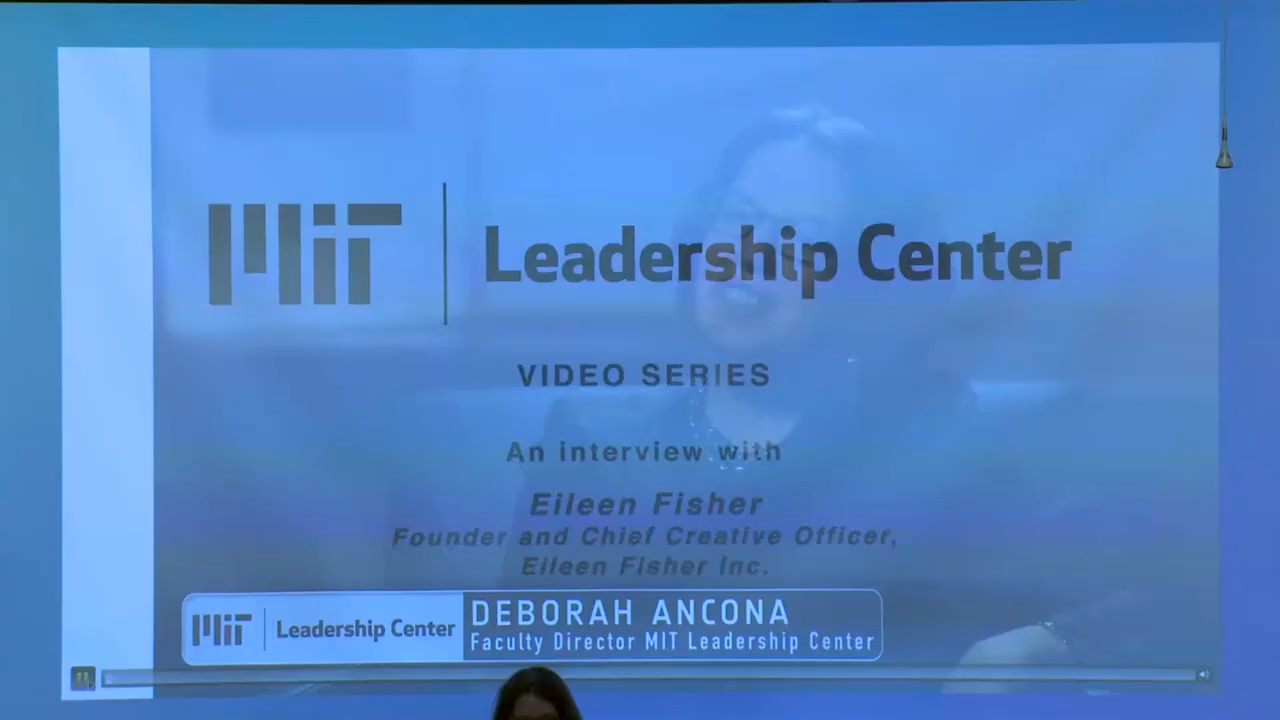 MIT
Leadership Center
VIDEO SERIES
An interview with
Eileen Fisher
Founder and Chief Creative Officer,
Eileen Fisher Inc.
MIT Leadership Center
DEBORAH ANCONA
Faculty Director MIT Leadership Center